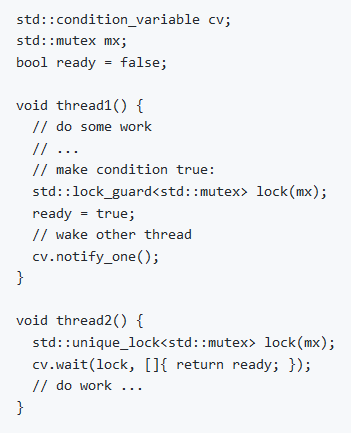 std::condition_variable cv;
std::mutex mx;
bool ready = false;

void thread1() {
  // do some work
  // ...
  // make condition true:
  std::lock_guard<std::mutex> lock(mx);
  ready = true;
  // wake other thread
  cv.notify_one();
}

void thread2() {
  std::unique_lock<std::mutex> lock(mx);
  cv.wait(lock, []{ return ready; });
  // do work ...
}